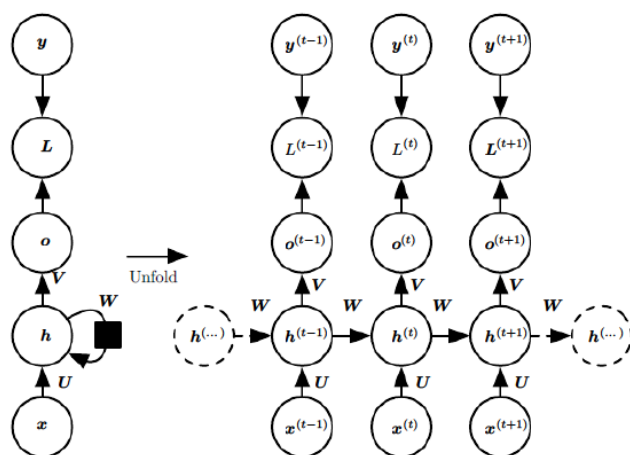 y y^(t−1) y^(t) y^(t+1)
L L^(t−1) L^(t) L^(t+1)
o o^(t−1) o^(t) o^(t+1)
Unfold
V V V V
W W W W W
h h^(...) h^(t−1) h^(t) h^(t+1) h^(...)
U U U U
x x^(t−1) x^(t) x^(t+1)